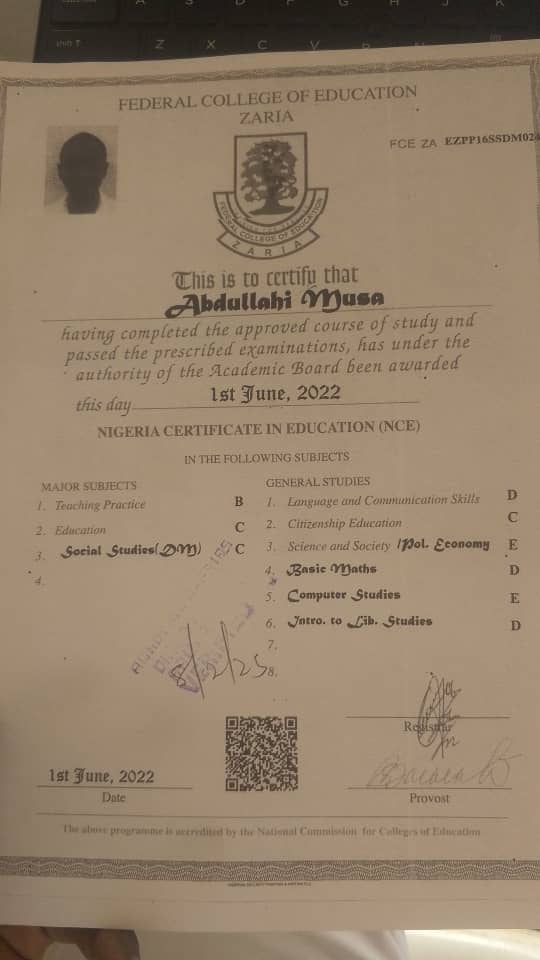 FEDERAL COLLEGE OF EDUCATION
ZARIA
FCE ZA EZPP16SSDM024
FEDERAL COLLEGE OF EDUCATION
ZARIA
This is to certify that
Abdullahi Musa
having completed the approved course of study and
passed the prescribed examinations, has under the
authority of the Academic Board been awarded
this day 1st June, 2022
NIGERIA CERTIFICATE IN EDUCATION (NCE)
IN THE FOLLOWING SUBJECTS
MAJOR SUBJECTS
1. Teaching Practice B
2. Education C
3. Social Studies(DM) C
4.
GENERAL STUDIES
1. Language and Communication Skills D
2. Citizenship Education C
3. Science and Society /Pol. Economy E
4. Basic Maths D
5. Computer Studies E
6. Intro. to Lib. Studies D
7.
8.
Registrar
1st June, 2022
Date
Provost
The above programme is accredited by the National Commission for Colleges of Education